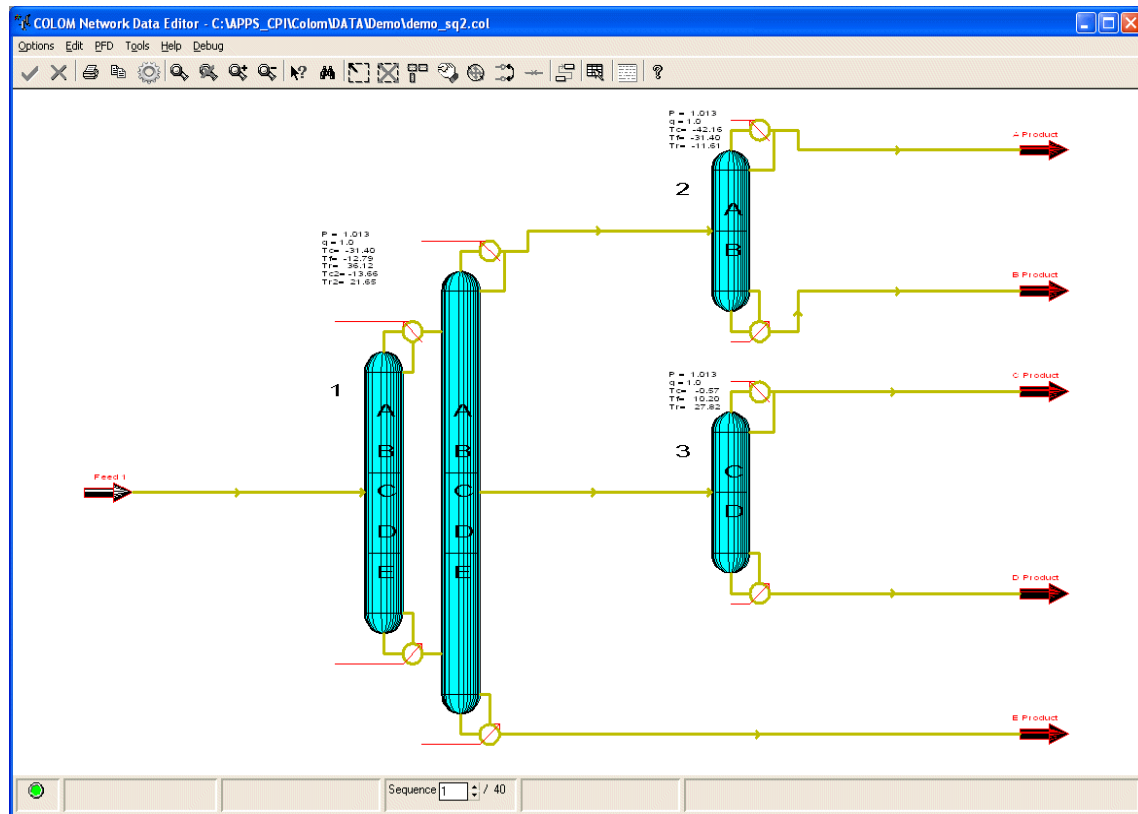 COLOM Network Data Editor - C:\APPS_CPI\Colom\DATA\Demo\demo_sq2.col
Options Edit PFD Tools Help Debug
P = 1.013
q = 1.0
Tc= -42.16
Tf= -31.40
Tr= -11.61
A Product
2
A
B
P = 1.013
q = 1.0
Tc= -31.40
Tf= -12.79
Tr= 36.12
Tc2= -13.66
Tr2= 21.65
B Product
1
A
B
C
D
E
A
B
C
D
E
P = 1.013
q = 1.0
Tc= -0.57
Tf= 10.20
Tr= 27.82
C Product
3
C
D
Feed 1
D Product
E Product
Sequence 1 / 40